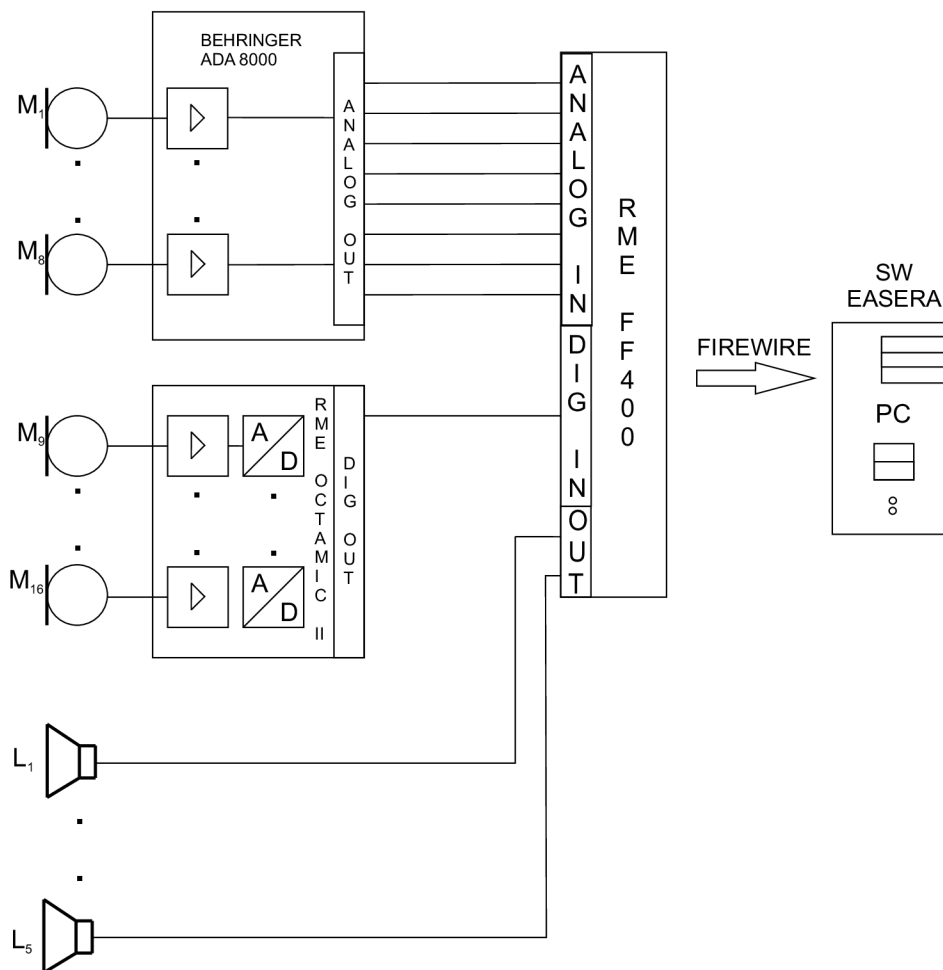 BEHRINGER
ADA 8000
M1
M8
ANALOG OUT
ANALOG IN
DIG IN
OUT
RME FF400
FIREWIRE
SW
EASERA
PC
M9
M16
A
D
A
D
RME OCTAMIC II
DIG OUT
L1
L5